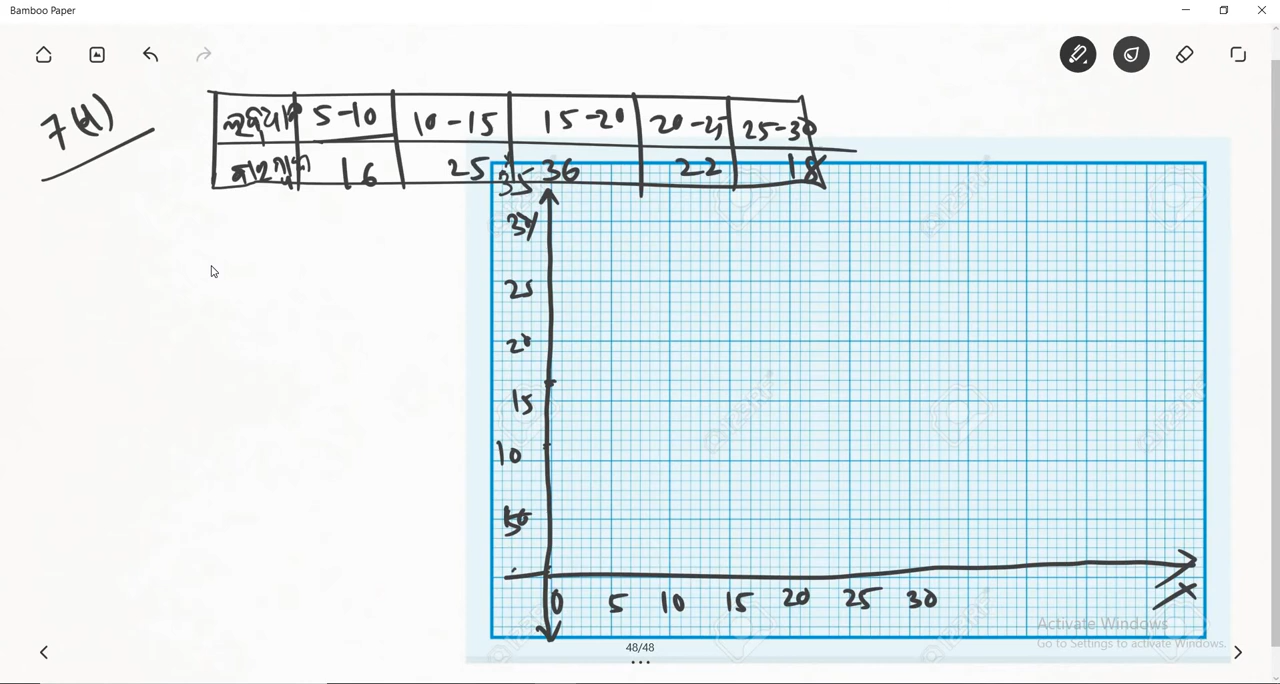 Bamboo Paper
7(d)
5-10 10-15 15-20 20-25 25-30
16 25 36 22 18
35
30
25
20
15
10
5
0 5 10 15 20 25 30
X
Activate Windows
Go to Settings to activate Windows.
48/48